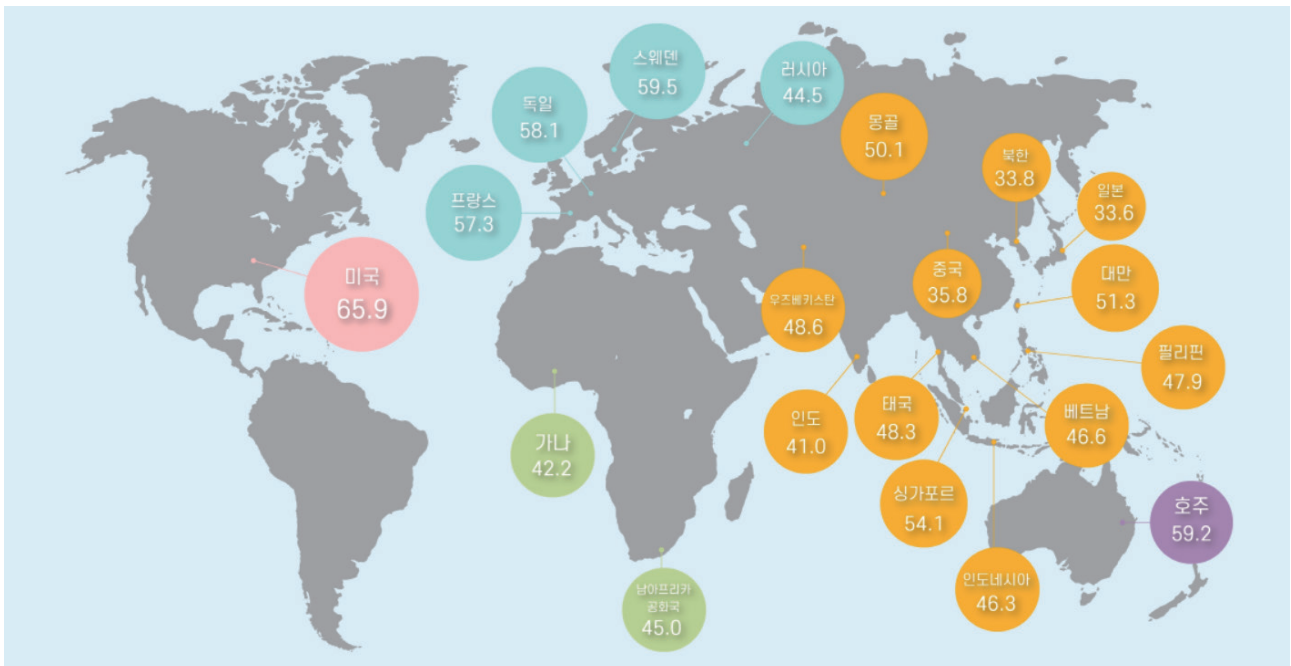 스웨덴
59.5
러시아
44.5
독일
58.1
몽골
50.1
북한
33.8
일본
33.6
프랑스
57.3
미국
65.9
중국
35.8
대만
51.3
우즈베키스탄
48.6
필리핀
47.9
인도
41.0
태국
48.3
베트남
46.6
가나
42.2
싱가포르
54.1
호주
59.2
인도네시아
46.3
남아프리카
공화국
45.0